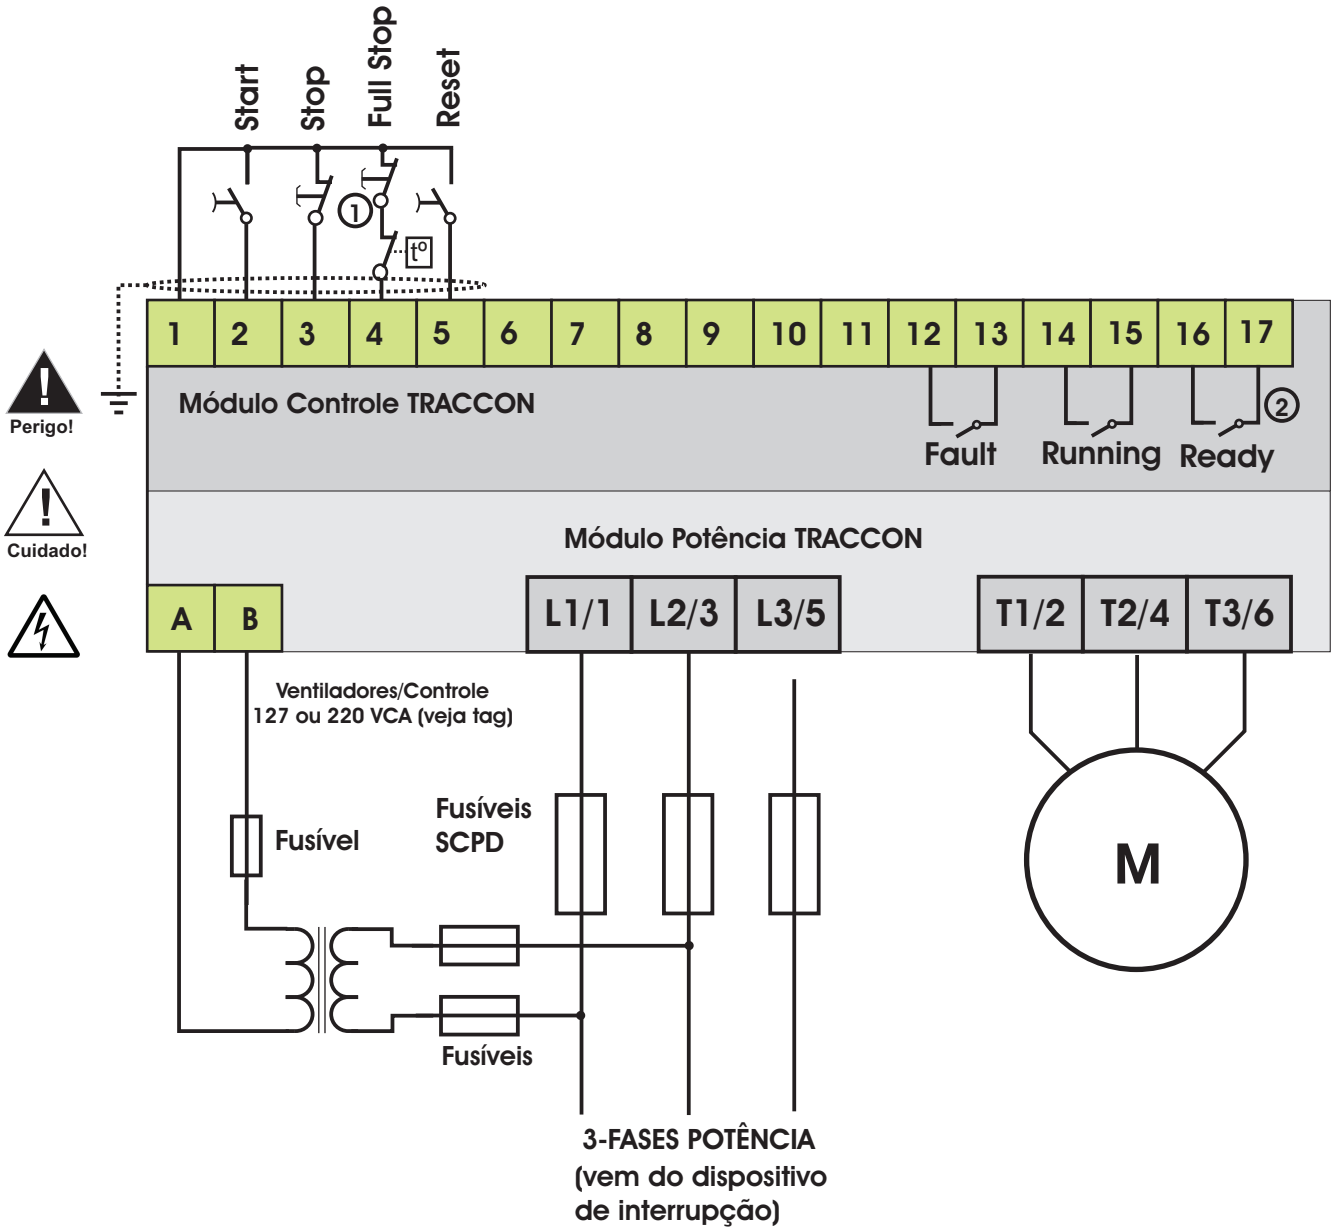 Start
Stop
Full Stop
Reset
1
tº
1 2 3 4 5 6 7 8 9 10 11 12 13 14 15 16 17
Módulo Controle TRACCON
2
Fault Running Ready
!
Perigo!
!
Cuidado!
Módulo Potência TRACCON
A B L1/1 L2/3 L3/5 T1/2 T2/4 T3/6
Ventiladores/Controle
127 ou 220 VCA (veja tag)
Fusível
Fusíveis
SCPD
M
Fusíveis
3-FASES POTÊNCIA
(vem do dispositivo
de interrupção)